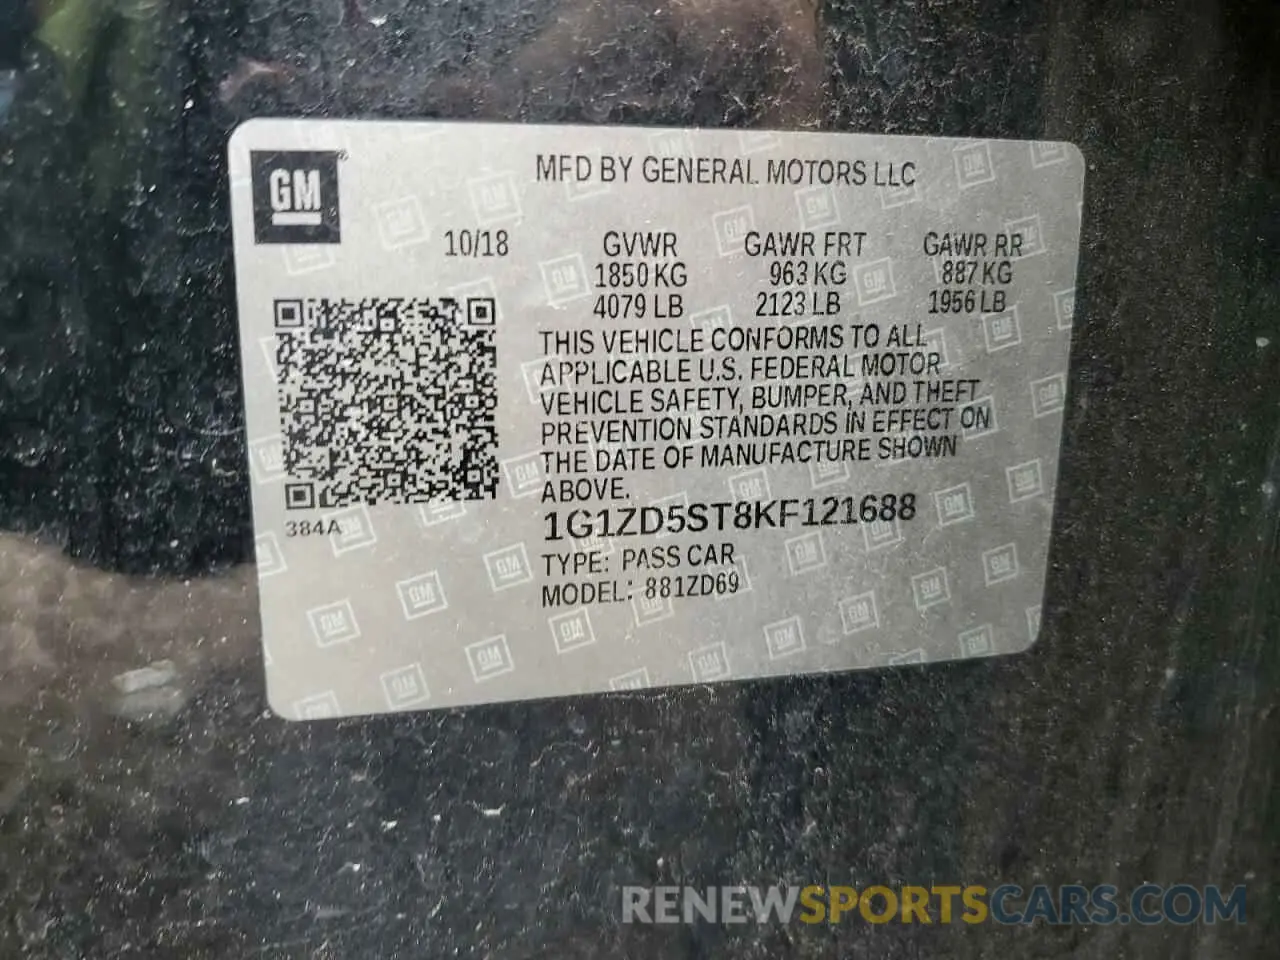 GM
MFD BY GENERAL MOTORS LLC
10/18 GVWR GAWR FRT GAWR RR
1850 KG 963 KG 887 KG
4079 LB 2123 LB 1956 LB
THIS VEHICLE CONFORMS TO ALL
APPLICABLE U.S. FEDERAL MOTOR
VEHICLE SAFETY, BUMPER, AND THEFT
PREVENTION STANDARDS IN EFFECT ON
THE DATE OF MANUFACTURE SHOWN
ABOVE.
384A
1G1ZD5ST8KF121688
TYPE: PASS CAR
MODEL: 881ZD69
RENEWSPORTSCARS.COM